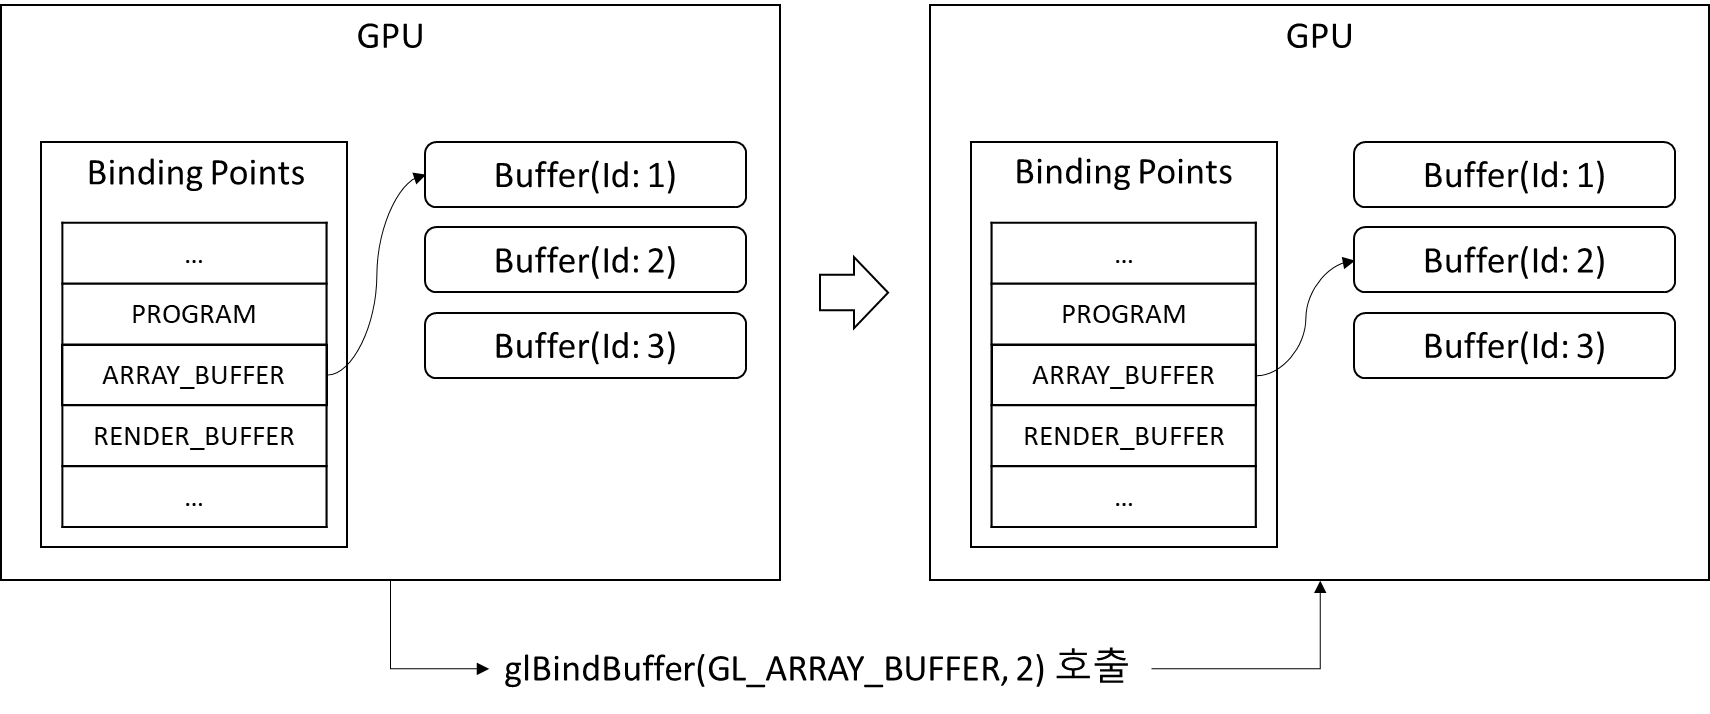 GPU
Binding Points
...
PROGRAM
ARRAY_BUFFER
RENDER_BUFFER
...
Buffer(Id: 1)
Buffer(Id: 2)
Buffer(Id: 3)
GPU
Binding Points
...
PROGRAM
ARRAY_BUFFER
RENDER_BUFFER
...
Buffer(Id: 1)
Buffer(Id: 2)
Buffer(Id: 3)
glBindBuffer(GL_ARRAY_BUFFER, 2) 호출